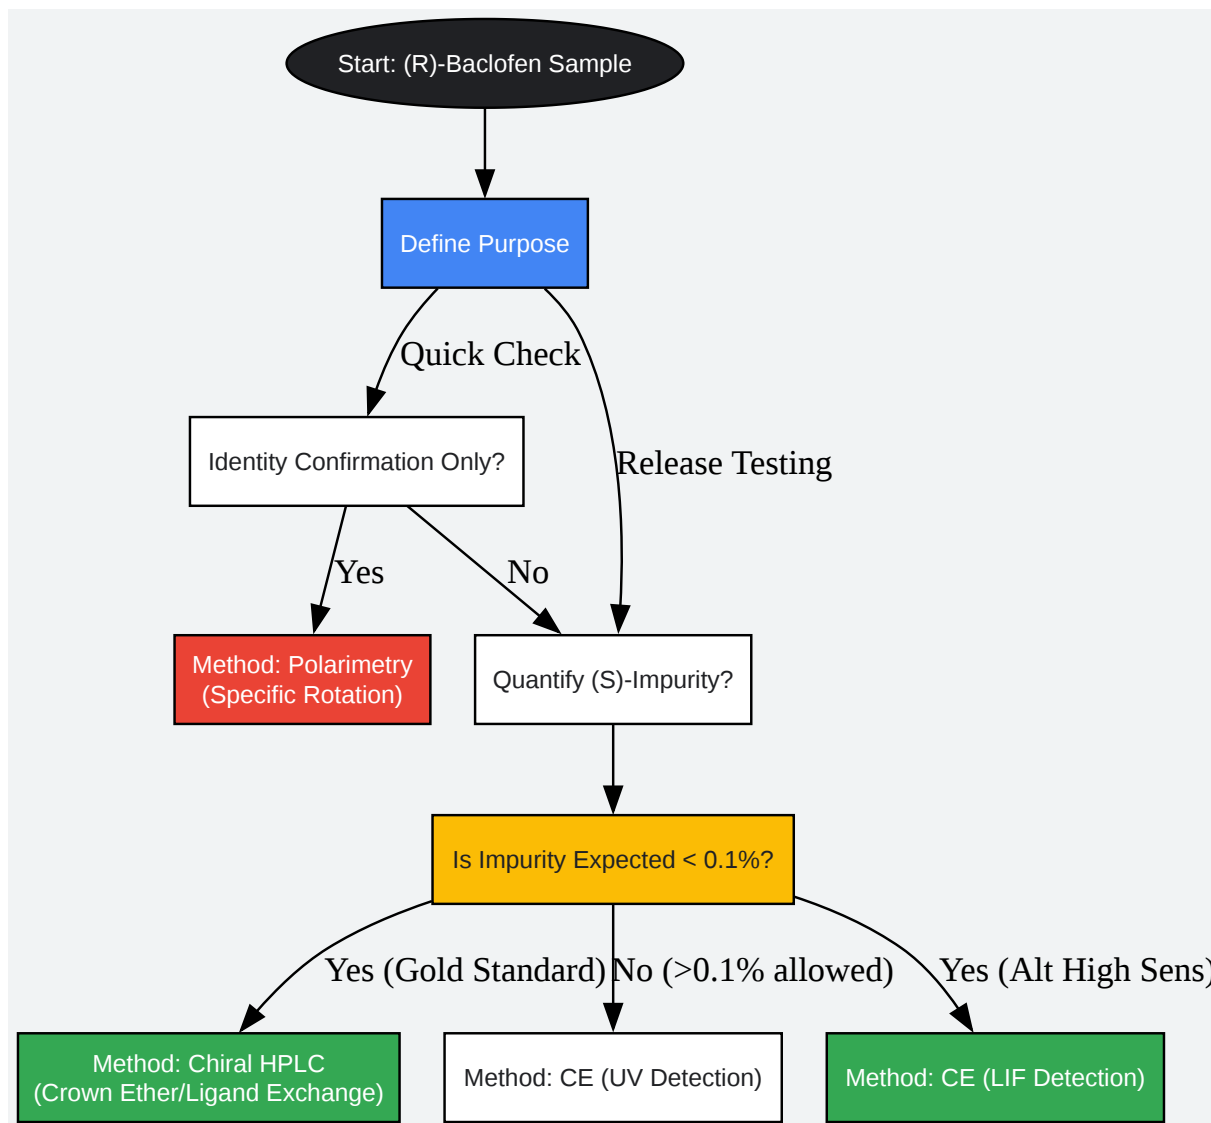 Start: (R)-Baclofen Sample
Define Purpose
Quick Check
Identity Confirmation Only?
Release Testing
Yes
No
Method: Polarimetry
(Specific Rotation)
Quantify (S)-Impurity?
Is Impurity Expected < 0.1%?
Yes (Gold Standard)
No (>0.1% allowed)
Yes (Alt High Sens)
Method: Chiral HPLC
(Crown Ether/Ligand Exchange)
Method: CE (UV Detection)
Method: CE (LIF Detection)